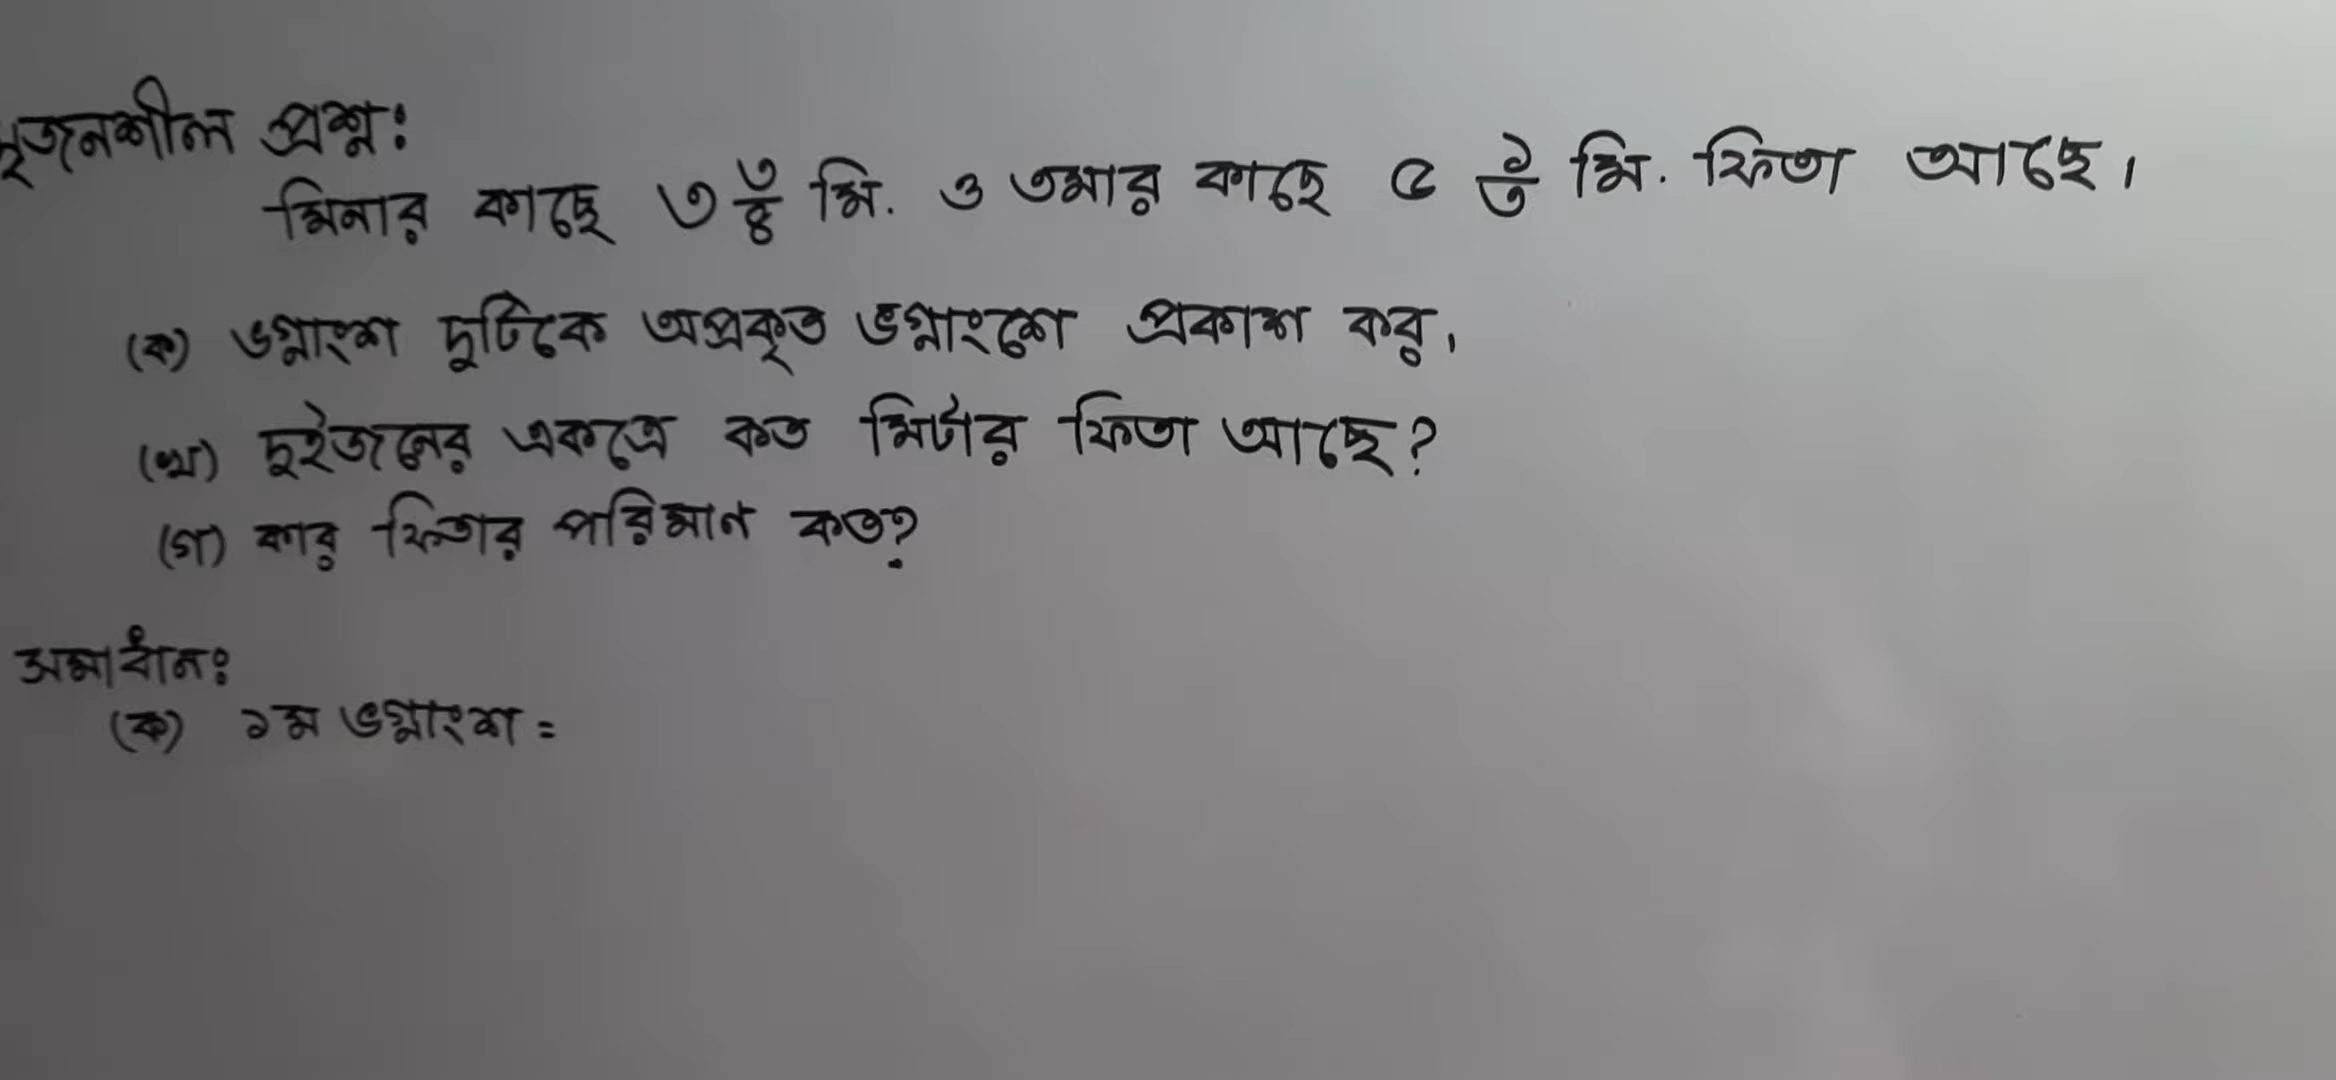 সৃজনশীল প্রশ্ন:
মিনার কাছে ৩ ৩/৪ মি. ও তমার কাছে ৫ ১/৩ মি. ফিতা আছে।
(ক) ভগ্নাংশ দুটিকে অপ্রকৃত ভগ্নাংশে প্রকাশ কর।
(খ) দুইজনের একত্রে কত মিটার ফিতা আছে?
(গ) কার ফিতার পরিমান কত?
সমাধান:
(ক) ১ম ভগ্নাংশ =